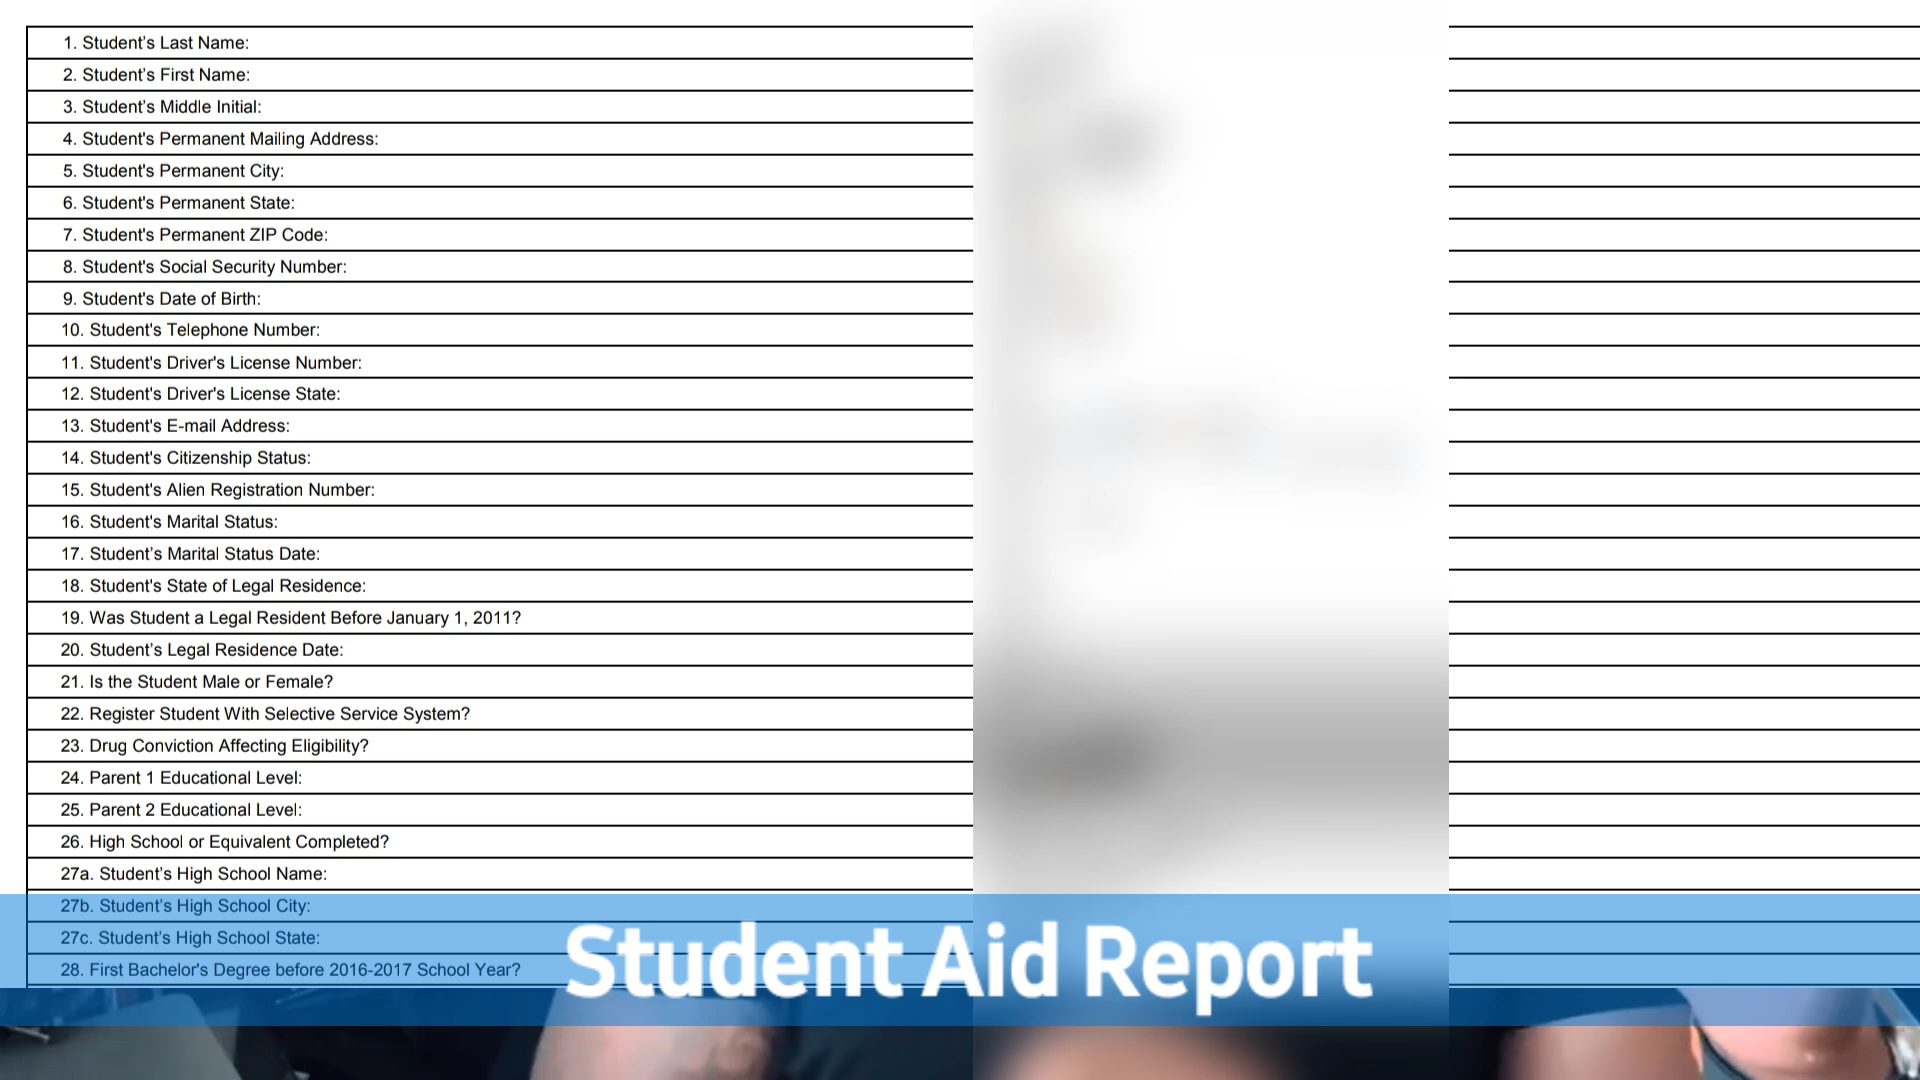 1. Student’s Last Name:
2. Student’s First Name:
3. Student’s Middle Initial:
4. Student's Permanent Mailing Address:
5. Student's Permanent City:
6. Student's Permanent State:
7. Student's Permanent ZIP Code:
8. Student's Social Security Number:
9. Student's Date of Birth:
10. Student's Telephone Number:
11. Student's Driver's License Number:
12. Student's Driver's License State:
13. Student's E-mail Address:
14. Student's Citizenship Status:
15. Student's Alien Registration Number:
16. Student's Marital Status:
17. Student’s Marital Status Date:
18. Student's State of Legal Residence:
19. Was Student a Legal Resident Before January 1, 2011?
20. Student’s Legal Residence Date:
21. Is the Student Male or Female?
22. Register Student With Selective Service System?
23. Drug Conviction Affecting Eligibility?
24. Parent 1 Educational Level:
25. Parent 2 Educational Level:
26. High School or Equivalent Completed?
27a. Student’s High School Name:
27b. Student’s High School City:
27c. Student’s High School State:
28. First Bachelor's Degree before 2016-2017 School Year?
Student Aid Report